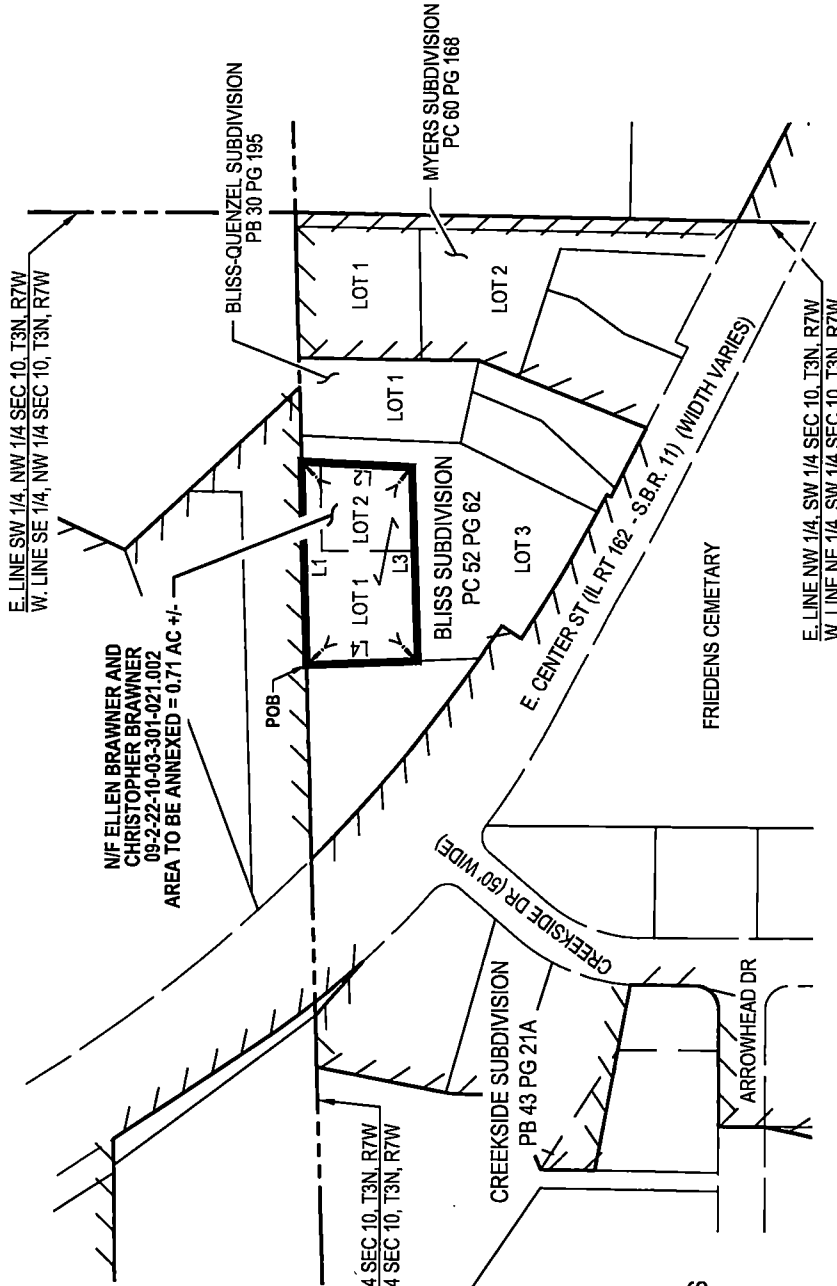 E. LINE SW 1/4, NW 1/4 SEC 10, T3N, R7W
W. LINE SE 1/4, NW 1/4 SEC 10, T3N, R7W
N/F ELLEN BRAWNER AND
CHRISTOPHER BRAWNER
09-2-22-10-03-301-021.002
AREA TO BE ANNEXED = 0.71 AC +/-
BLISS-QUENZEL SUBDIVISION
PB 30 PG 195
MYERS SUBDIVISION
PC 60 PG 168
POB
L1
L2
L3
L4
LOT 1
LOT 2
LOT 1
LOT 1
LOT 2
BLISS SUBDIVISION
PC 52 PG 62
LOT 3
E. CENTER ST (IL RT 162 - S.B.R. 11) (WIDTH VARIES)
CREEKSIDE DR (50' WIDE)
FRIEDENS CEMETARY
4 SEC 10, T3N, R7W
4 SEC 10, T3N, R7W
CREEKSIDE SUBDIVISION
PB 43 PG 21A
ARROWHEAD DR
E. LINE NW 1/4, SW 1/4 SEC 10, T3N, R7W
W. LINE NE 1/4, SW 1/4 SEC 10, T3N, R7W